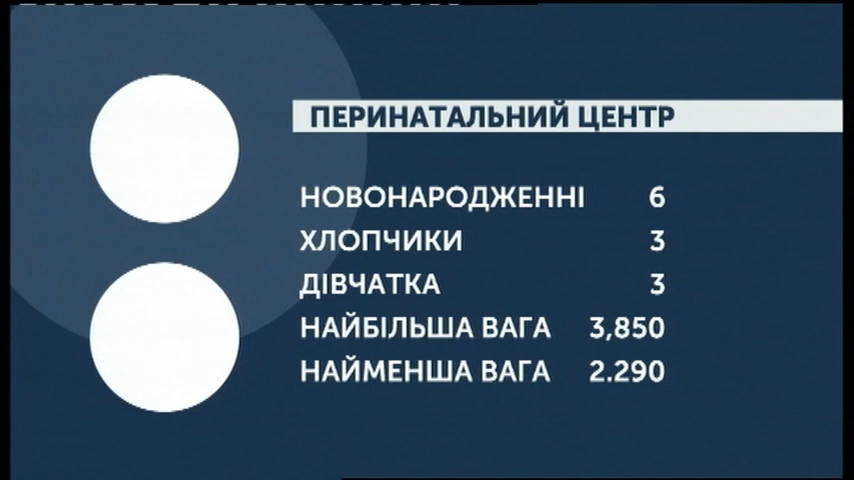 ПЕРИНАТАЛЬНИЙ ЦЕНТР
НОВОНАРОДЖЕННІ 6
ХЛОПЧИКИ 3
ДІВЧАТКА 3
НАЙБІЛЬША ВАГА 3,850
НАЙМЕНША ВАГА 2.290